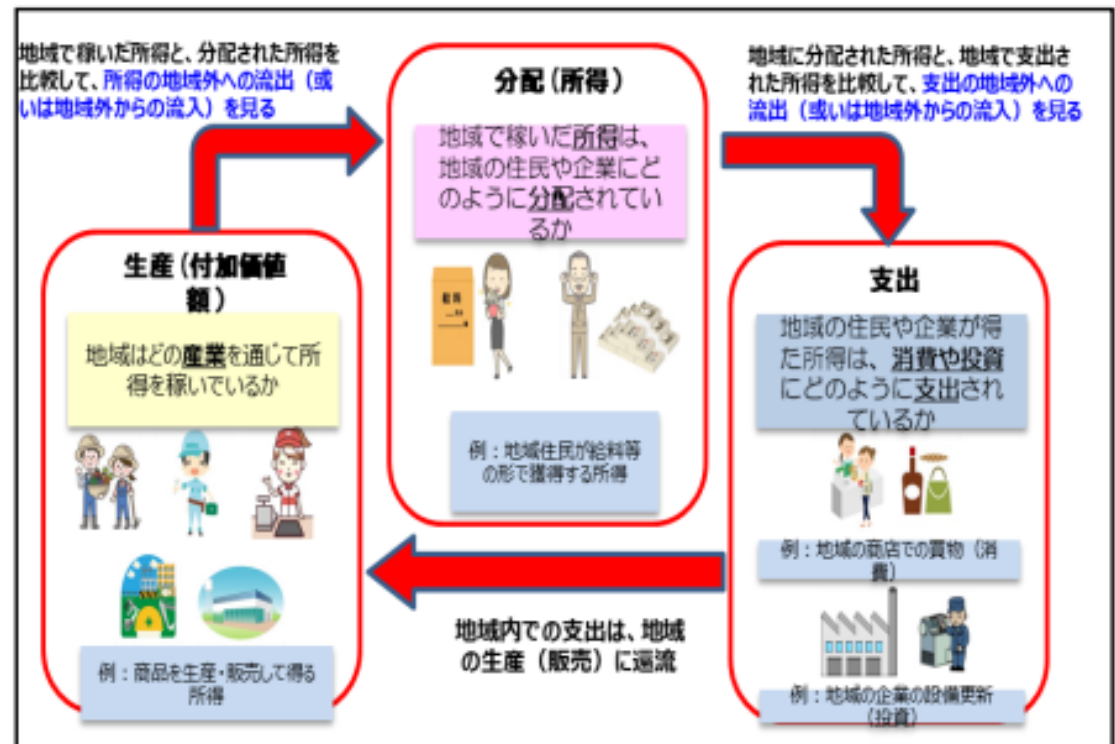 地域で稼いだ所得と、分配された所得を
比較して、所得の地域外への流出（或
いは地域外からの流入）を見る
分配（所得）
地域で稼いだ所得は、
地域の住民や企業にど
のように分配されてい
るか
給料
例：地域住民が給料等
の形で獲得する所得
地域に分配された所得と、地域で支出さ
れた所得を比較して、支出の地域外への
流出（或いは地域外からの流入）を見る
生産（付加価値
額）
地域はどの産業を通じて所
得を稼いでいるか
例：商品を生産・販売して得る
所得
支出
地域の住民や企業が得
た所得は、消費や投資
にどのように支出され
ているか
例：地域の商店での買物（消
費）
例：地域の企業の設備更新
（投資）
地域内での支出は、地域
の生産（販売）に還流